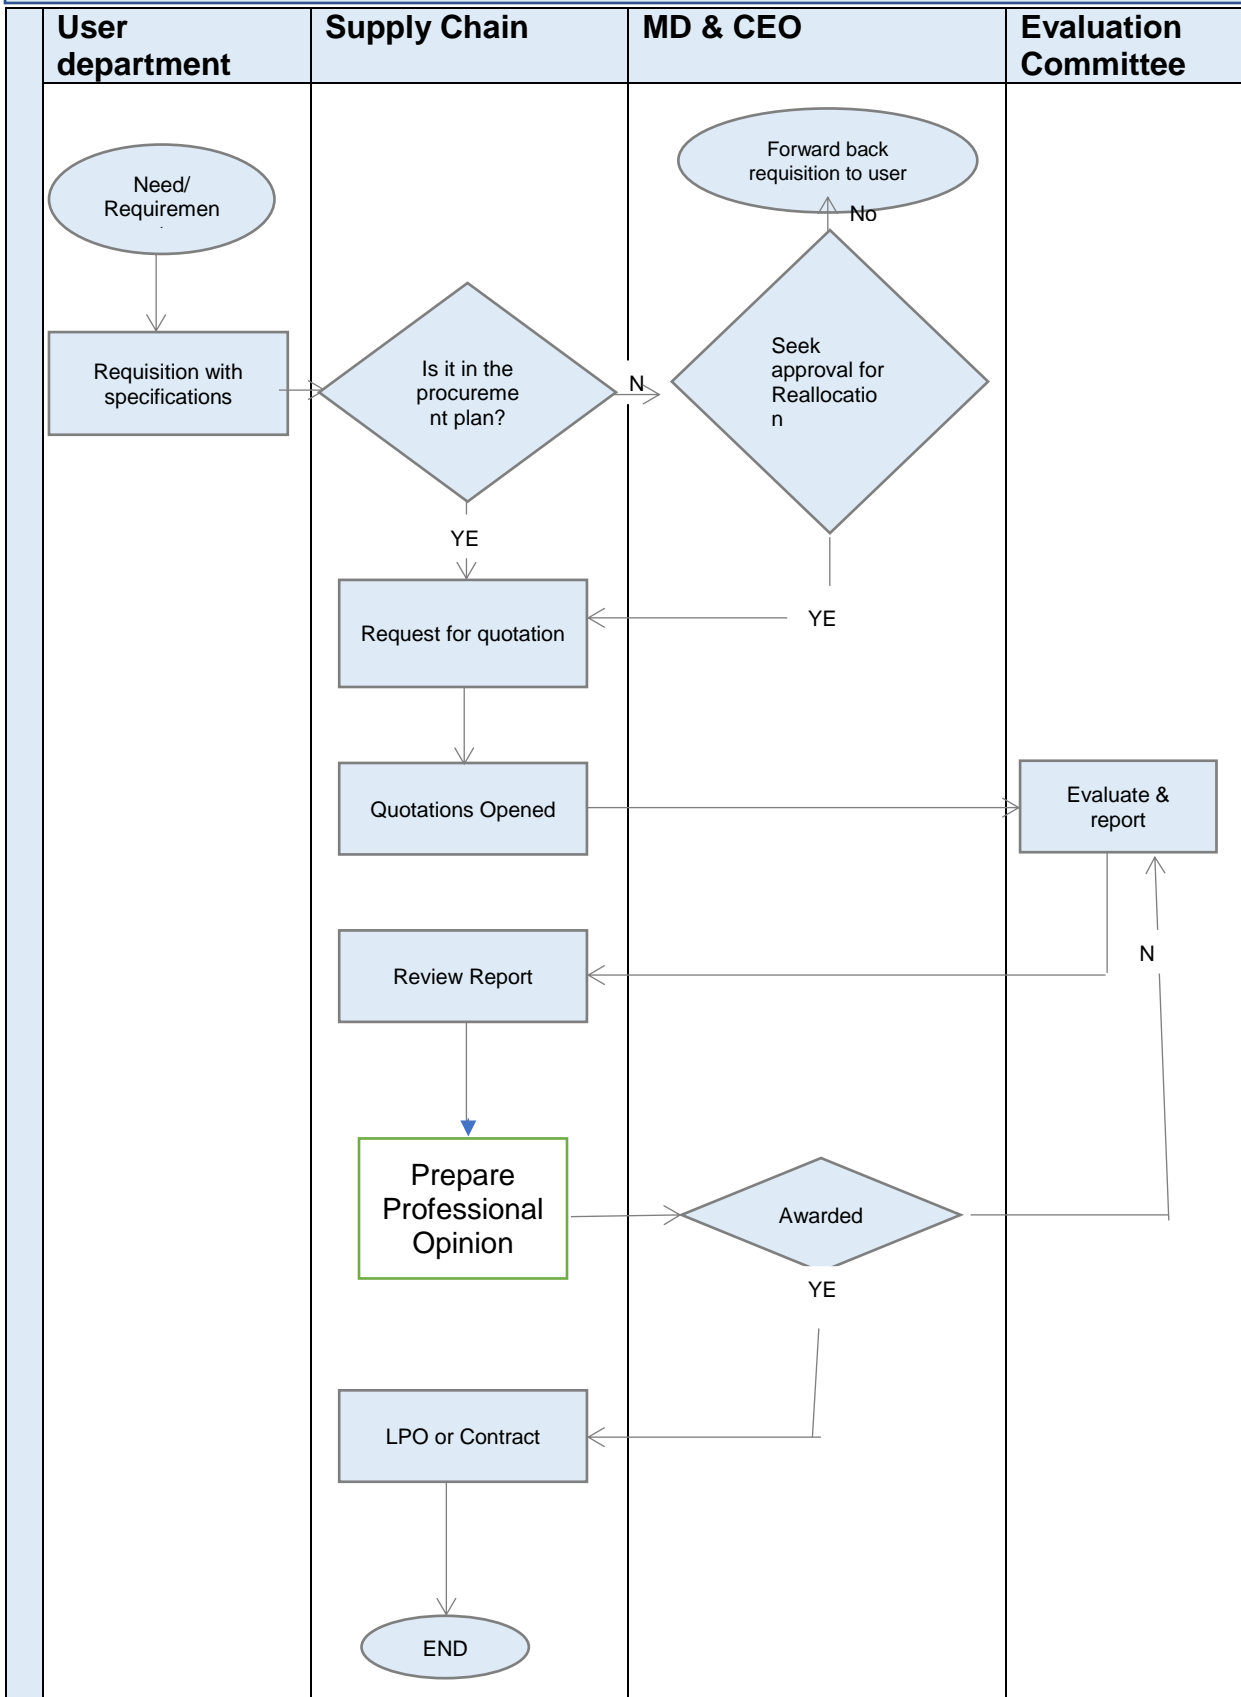 User
department
Supply Chain
MD & CEO
Evaluation
Committee
Need/
Requiremen
Forward back
requisition to user
No
Requisition with
specifications
Is it in the
procureme
nt plan?
N
Seek
approval for
Reallocatio
n
YE
YE
Request for quotation
Quotations Opened
Evaluate &
report
Review Report
N
Prepare
Professional
Opinion
Awarded
YE
LPO or Contract
END